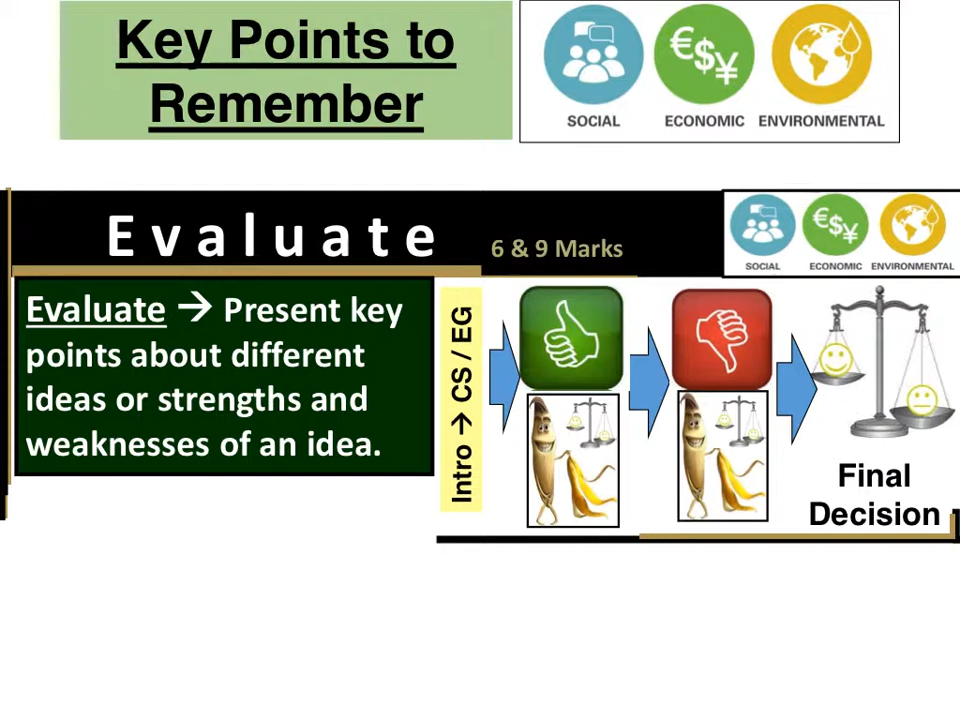 Key Points to
Remember
€$¥
SOCIAL
ECONOMIC
ENVIRONMENTAL
Evaluate
6 & 9 Marks
€$¥
SOCIAL
ECONOMIC
ENVIRONMENTAL
Evaluate → Present key
points about different
ideas or strengths and
weaknesses of an idea.
Intro → CS / EG
Final
Decision